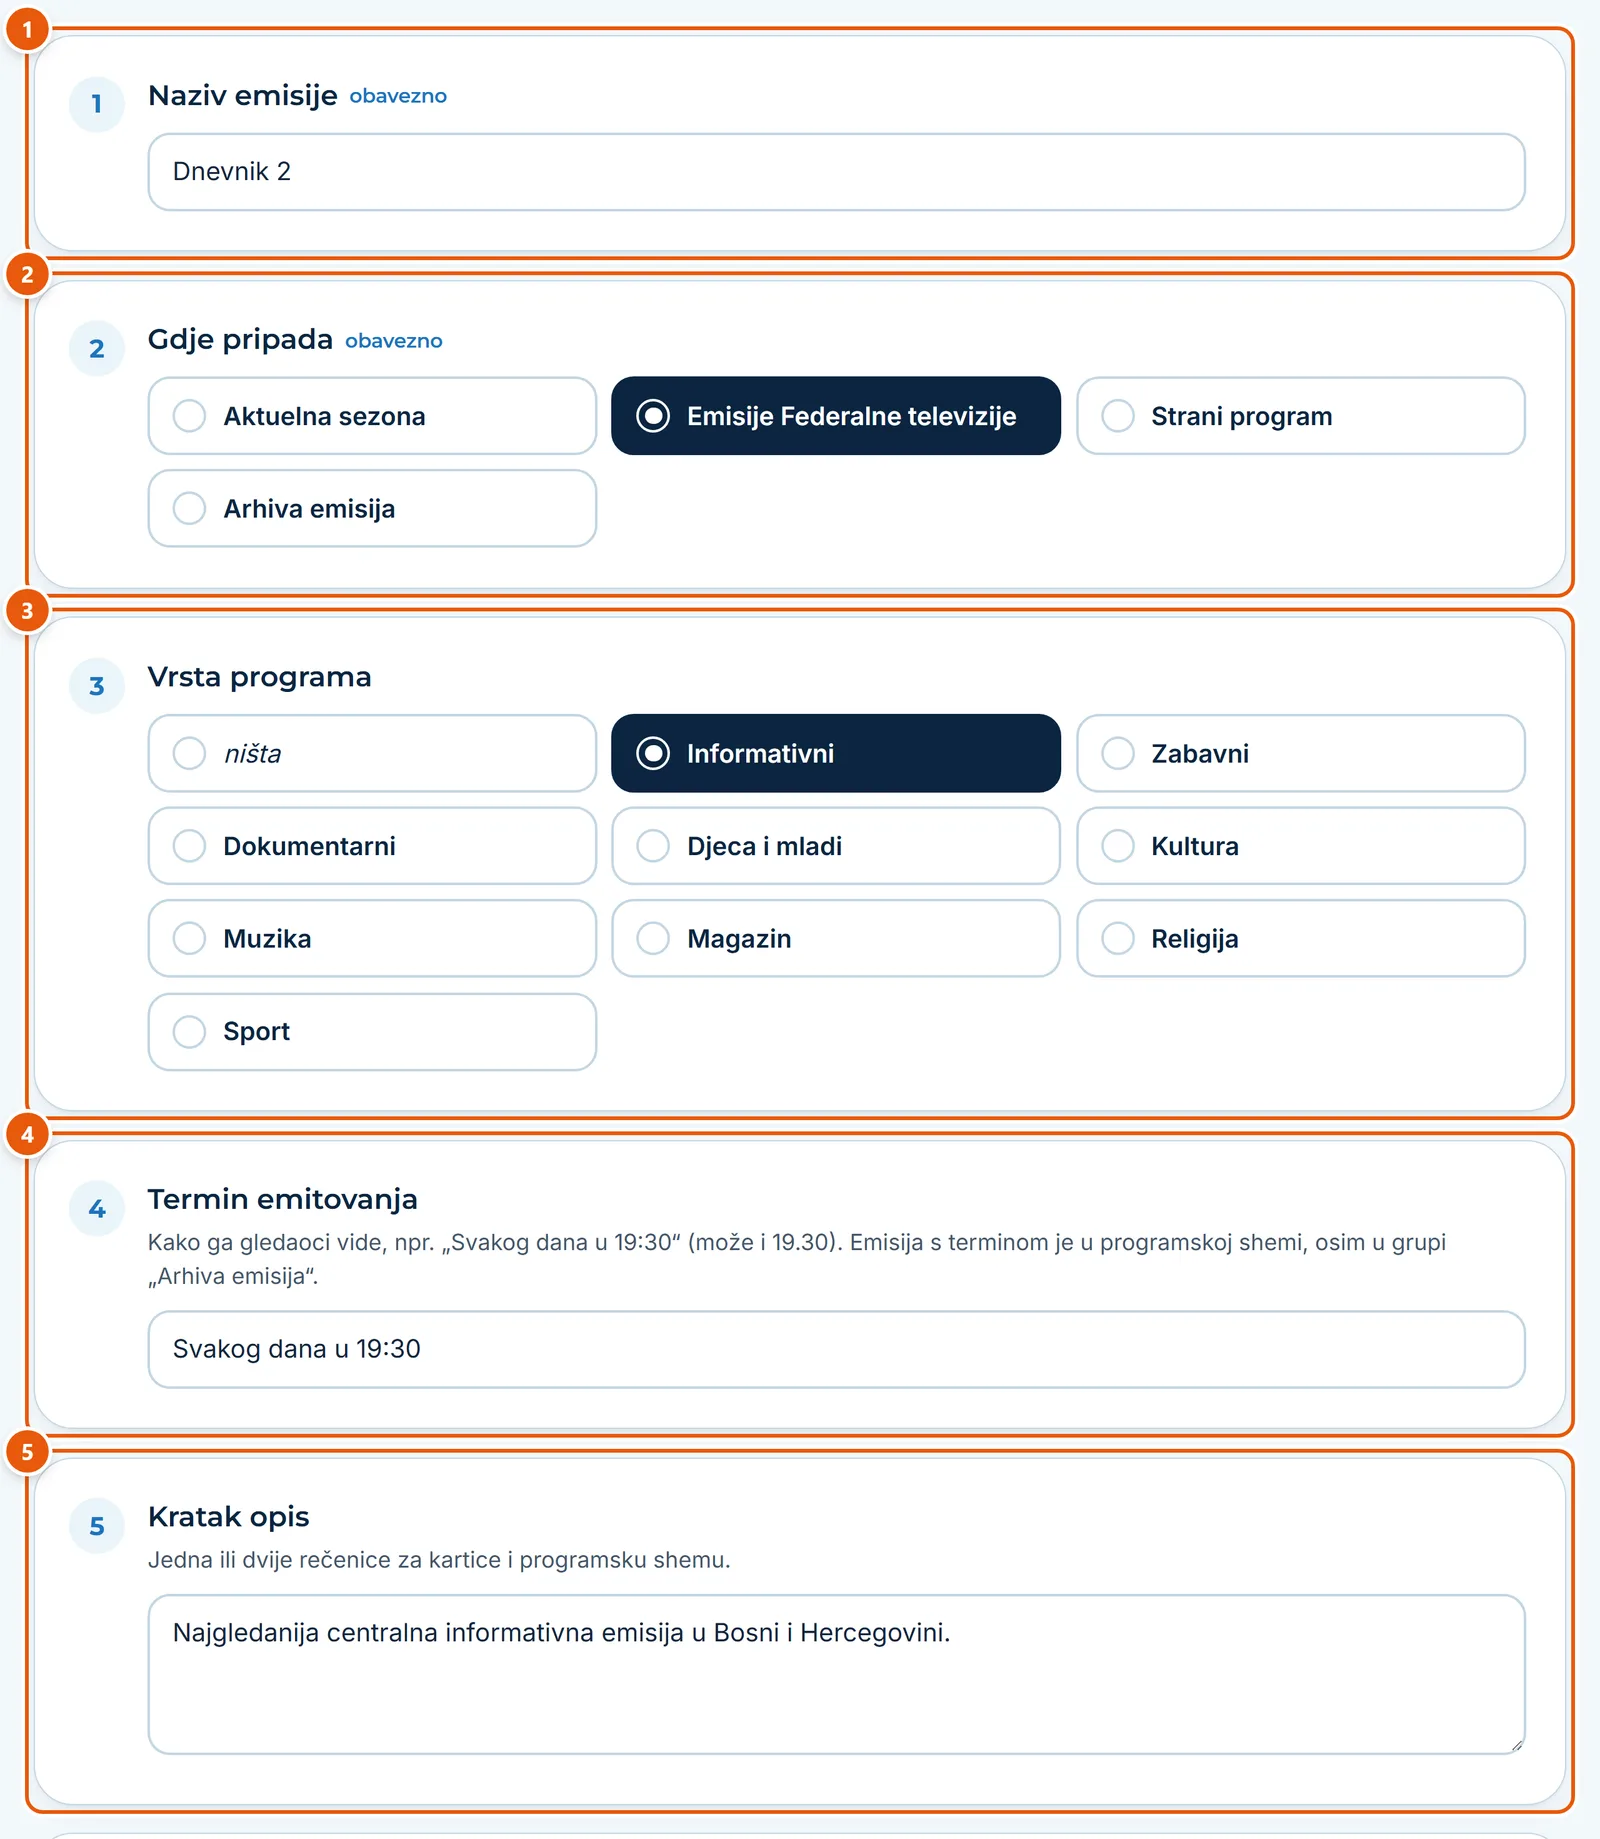 1
1 Naziv emisije obavezno
Dnevnik 2
2
2 Gdje pripada obavezno
Aktuelna sezona Emisije Federalne televizije Strani program
Arhiva emisija
3
3 Vrsta programa
ništa Informativni Zabavni
Dokumentarni Djeca i mladi Kultura
Muzika Magazin Religija
Sport
4
4 Termin emitovanja
Kako ga gledaoci vide, npr. „Svakog dana u 19:30“ (može i 19.30). Emisija s terminom je u programskoj shemi, osim u grupi
„Arhiva emisija“.
Svakog dana u 19:30
5
5 Kratak opis
Jedna ili dvije rečenice za kartice i programsku shemu.
Najgledanija centralna informativna emisija u Bosni i Hercegovini.